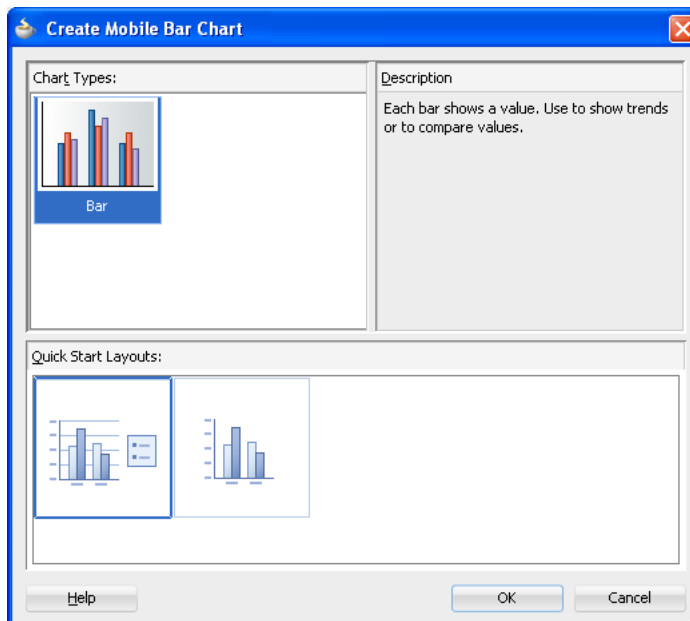 Create Mobile Bar Chart
Chart Types:
Bar
Description
Each bar shows a value. Use to show trends
or to compare values.
Quick Start Layouts:
Help
OK
Cancel